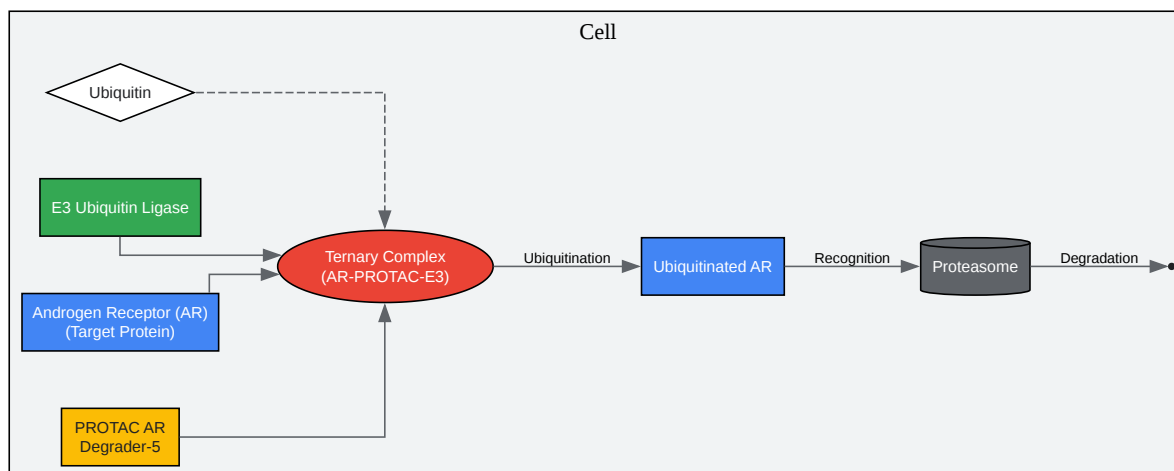 Cell
Ubiquitin
E3 Ubiquitin Ligase
Androgen Receptor (AR)
(Target Protein)
PROTAC AR
Degrader-5
Ternary Complex
(AR-PROTAC-E3)
Ubiquitination
Ubiquitinated AR
Recognition
Proteasome
Degradation